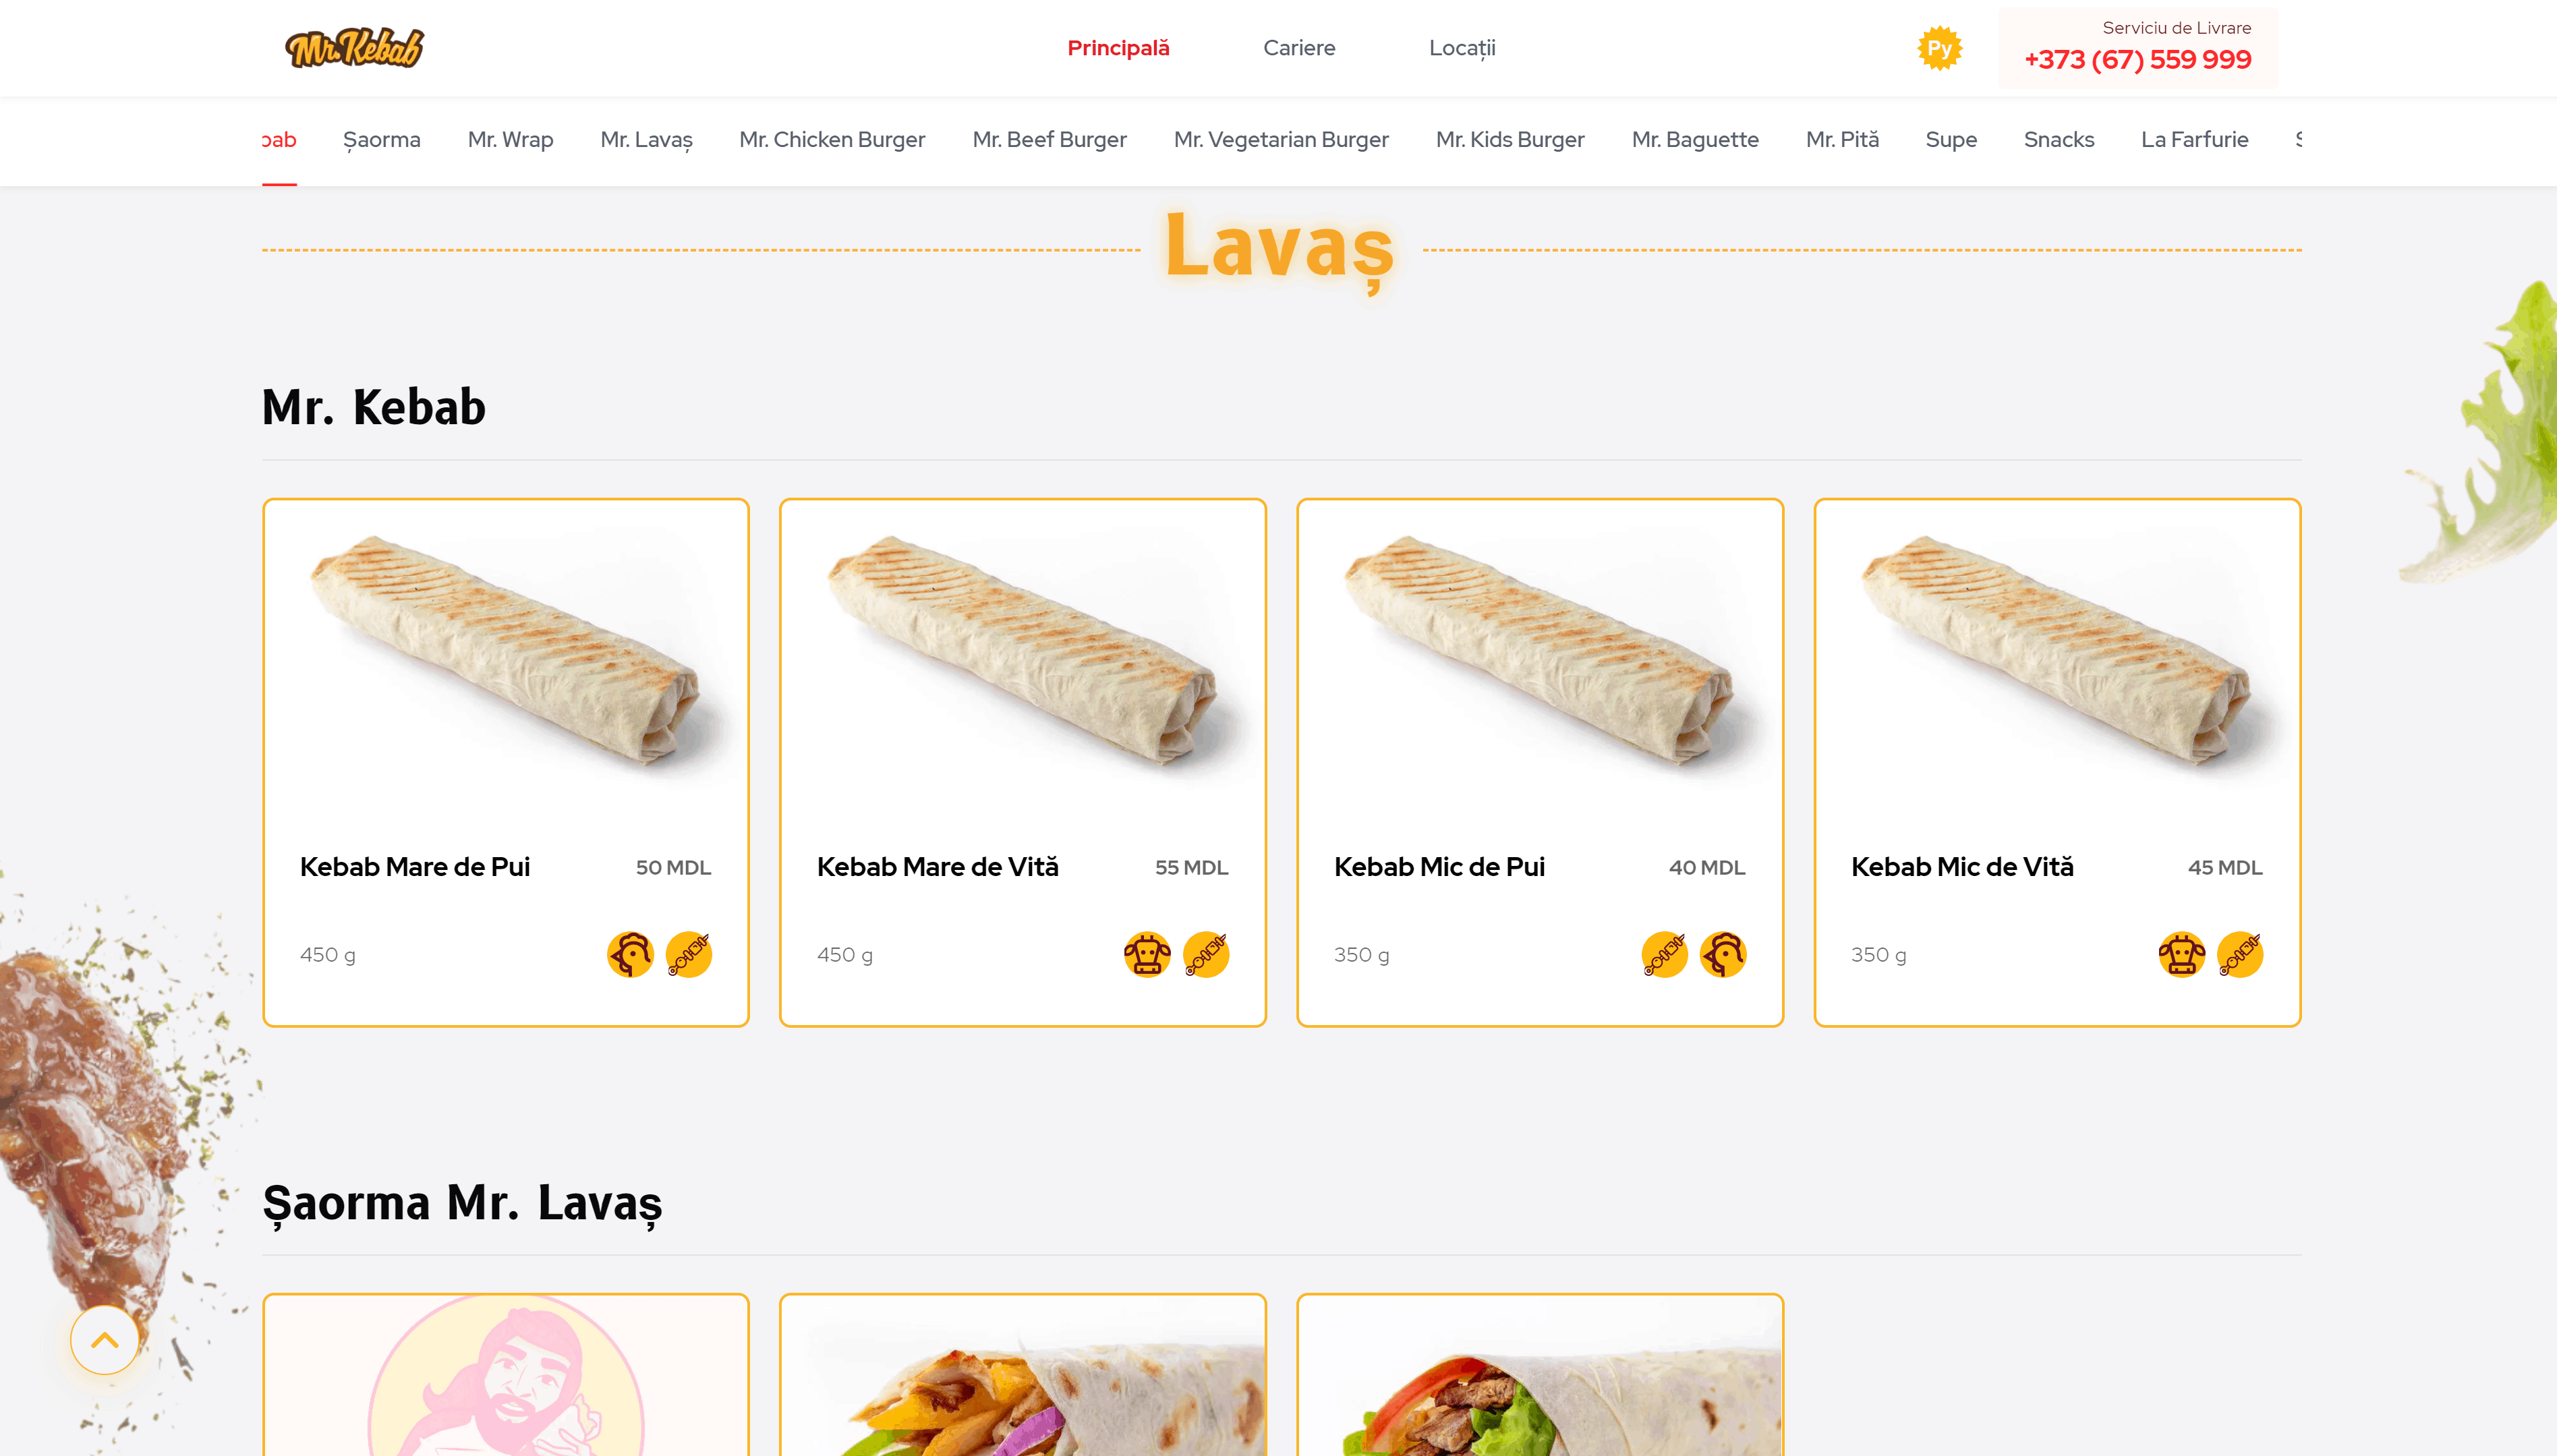 Mr. Kebab
Principală
Cariere
Locații
Ру
Serviciu de Livrare
+373 (67) 559 999
Șaorma
Mr. Wrap
Mr. Lavaș
Mr. Chicken Burger
Mr. Beef Burger
Mr. Vegetarian Burger
Mr. Kids Burger
Mr. Baguette
Mr. Pită
Supe
Snacks
La Farfurie
Lavaș
Mr. Kebab
Kebab Mare de Pui
50 MDL
450 g
Kebab Mare de Vită
55 MDL
450 g
Kebab Mic de Pui
40 MDL
350 g
Kebab Mic de Vită
45 MDL
350 g
Șaorma Mr. Lavaș